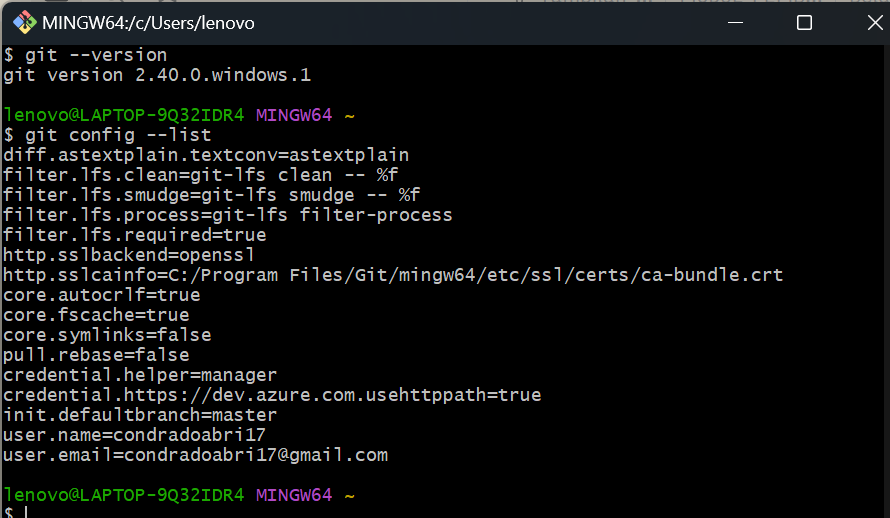 MINGW64:/c/Users/lenovo
$ git --version
git version 2.40.0.windows.1
lenovo@LAPTOP-9Q32IDR4 MINGW64 ~
$ git config --list
diff.astextplain.textconv=astextplain
filter.lfs.clean=git-lfs clean -- %f
filter.lfs.smudge=git-lfs smudge -- %f
filter.lfs.process=git-lfs filter-process
filter.lfs.required=true
http.sslbackend=openssl
http.sslcainfo=C:/Program Files/Git/mingw64/etc/ssl/certs/ca-bundle.crt
core.autocrlf=true
core.fscache=true
core.symlinks=false
pull.rebase=false
credential.helper=manager
credential.https://dev.azure.com.usehttppath=true
init.defaultbranch=master
user.name=condradoabri17
user.email=condradoabri17@gmail.com
lenovo@LAPTOP-9Q32IDR4 MINGW64 ~
$